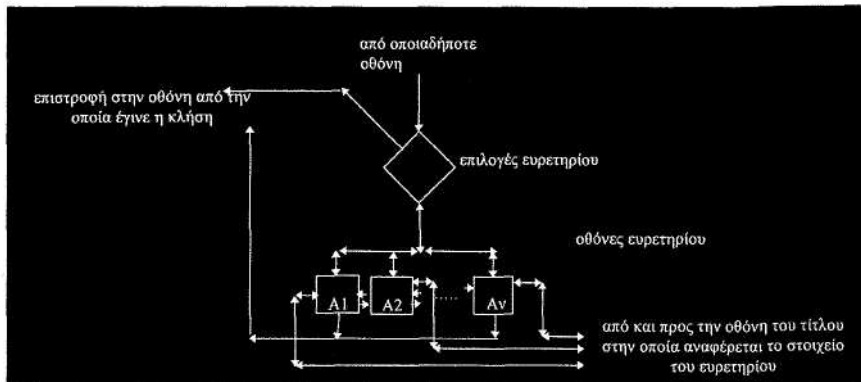 από οποιαδήποτε
οθόνη
επιστροφή στην οθόνη από την
οποία έγινε η κλήση
επιλογές ευρετηρίου
οθόνες ευρετηρίου
A1 A2 ..... Aν
από και προς την οθόνη του τίτλου
στην οποία αναφέρεται το στοιχείο
του ευρετηρίου